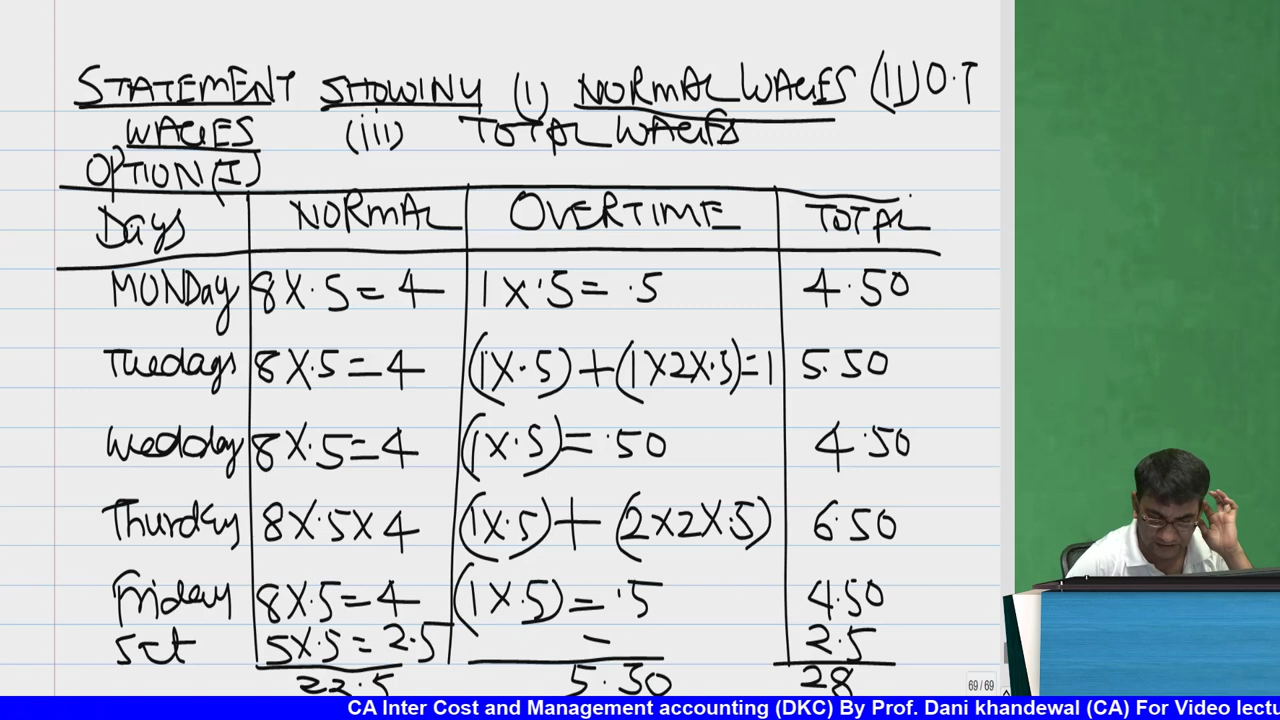 STATEMENT SHOWING (I) NORMAL WAGES (II) O.T
WAGES (iii) TOTAL WAGES
OPTION (I)
Days NORMAL OVERTIME TOTAL
MONDay 8X.5=4 1X.5=.5 4.50
Tuedags 8X.5=4 (1X.5)+(1X2X.5)=1 5.50
Wedday 8X.5=4 (1X.5)=.50 4.50
Thurday 8X.5X4 (1X.5)+(2X2X.5) 6.50
Friday 8X.5=4 (1X.5)=.5 4.50
Sat 5X.5=2.5 – 2.5
22.5 5.50 28
69/69
CA Inter Cost and Management accounting (DKC) By Prof. Dani khandewal (CA) For Video lectu